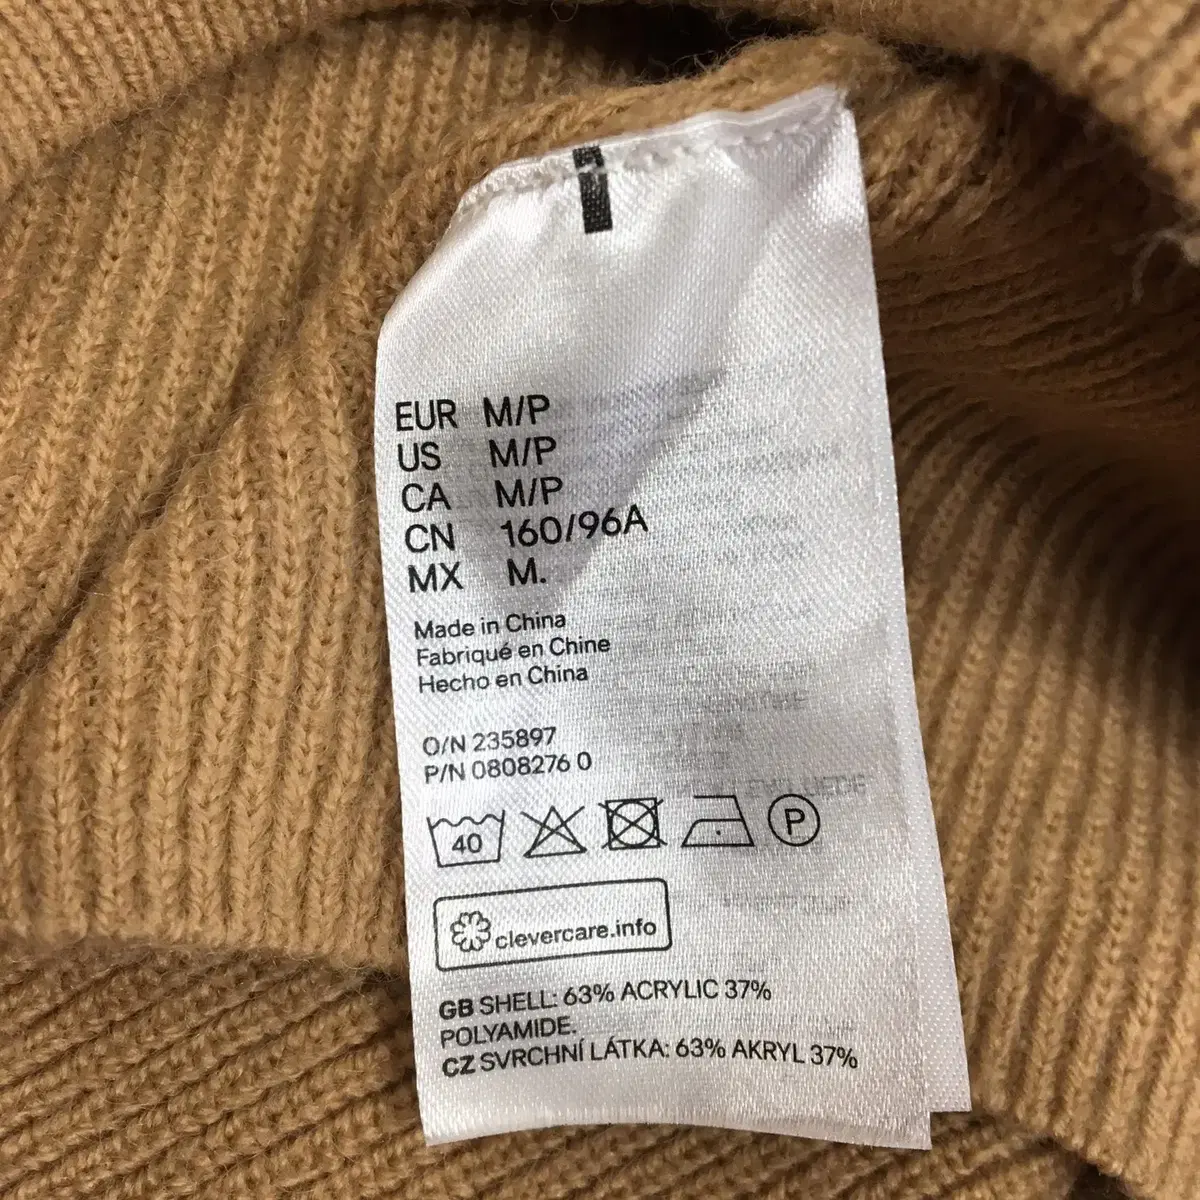 EUR M/P
US M/P
CA M/P
CN 160/96A
MX M.
Made in China
Fabriqué en Chine
Hecho en China
O/N 235897
P/N 0808276 0
40
P
clevercare.info
GB SHELL: 63% ACRYLIC 37%
POLYAMIDE.
CZ SVRCHNÍ LÁTKA: 63% AKRYL 37%